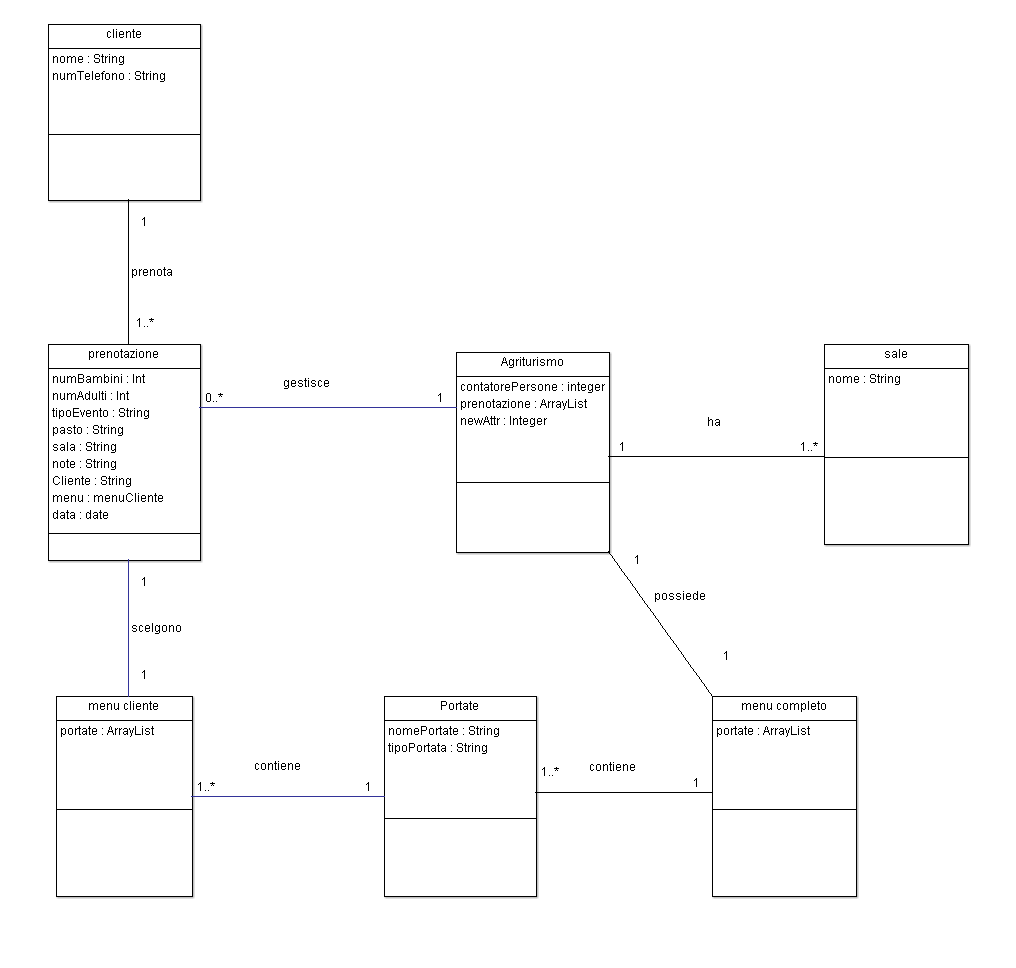 cliente
nome : String
numTelefono : String
1
prenota
1..*
prenotazione
numBambini : Int
numAdulti : Int
tipoEvento : String
pasto : String
sala : String
note : String
Cliente : String
menu : menuCliente
data : date
0..*
gestisce
1
Agriturismo
contatorePersone : integer
prenotazione : ArrayList
newAttr : Integer
1
ha
1..*
sale
nome : String
1
scelgono
1
1
possiede
1
menu cliente
portate : ArrayList
1..*
contiene
1
Portate
nomePortate : String
tipoPortata : String
1..*
contiene
1
menu completo
portate : ArrayList